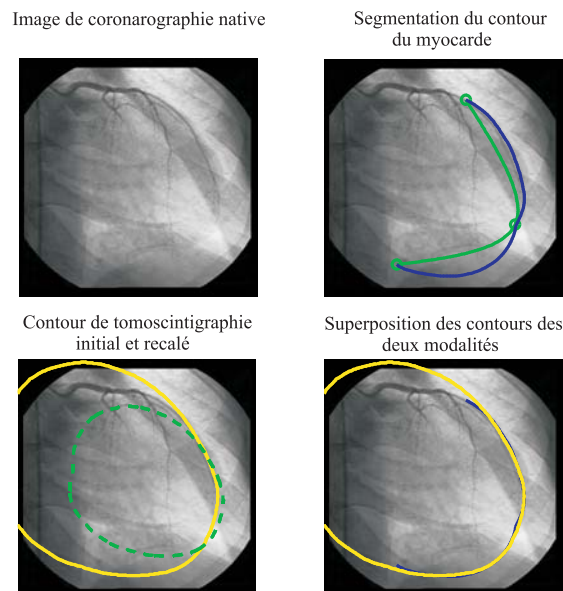 Image de coronarographie native
Segmentation du contour
du myocarde
Contour de tomoscintigraphie
initial et recalé
Superposition des contours des
deux modalités